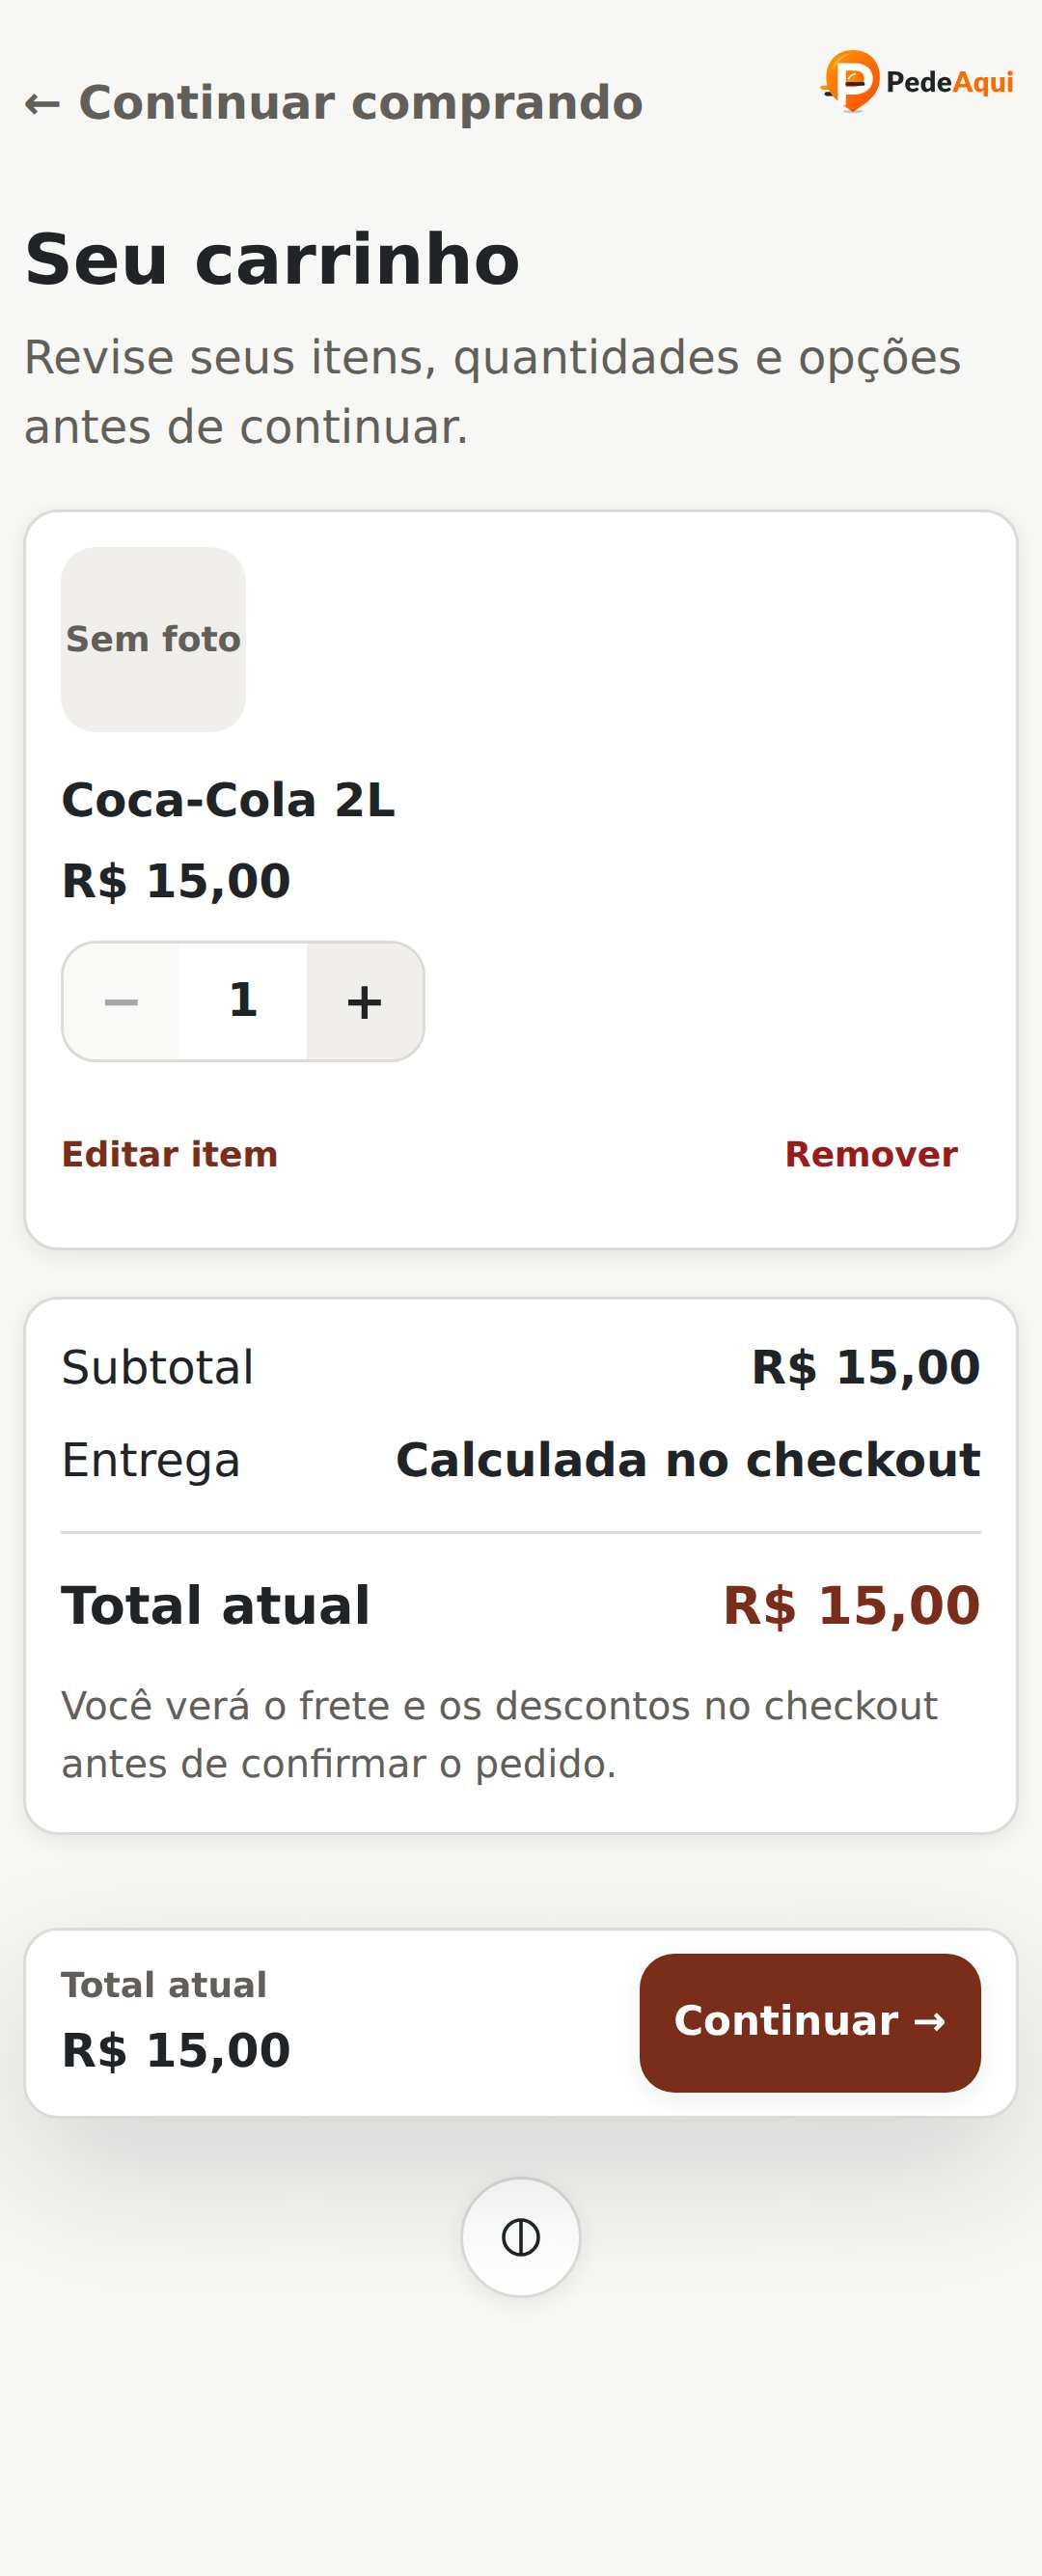 ← Continuar comprando
PedeAqui
Seu carrinho
Revise seus itens, quantidades e opções
antes de continuar.
Sem foto
Coca-Cola 2L
R$ 15,00
− 1 +
Editar item Remover
Subtotal R$ 15,00
Entrega Calculada no checkout
Total atual R$ 15,00
Você verá o frete e os descontos no checkout
antes de confirmar o pedido.
Total atual
R$ 15,00
Continuar →